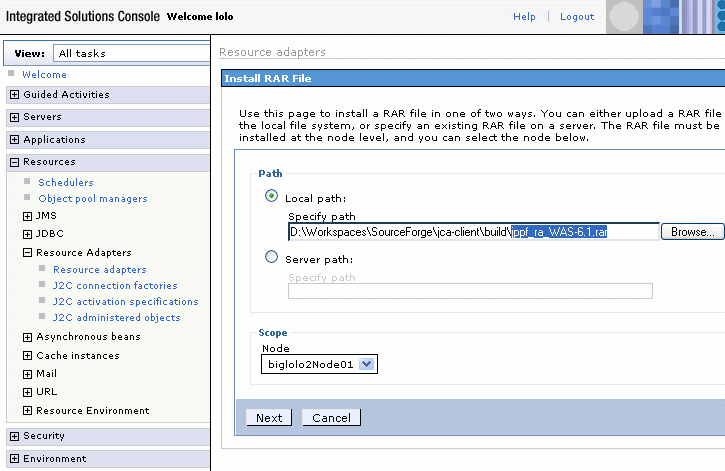 Integrated Solutions Console Welcome lolo
Help | Logout
View: All tasks
Welcome
Guided Activities
Servers
Applications
Resources
Schedulers
Object pool managers
JMS
JDBC
Resource Adapters
Resource adapters
J2C connection factories
J2C activation specifications
J2C administered objects
Asynchronous beans
Cache instances
Mail
URL
Resource Environment
Security
Environment
Resource adapters
Install RAR File
Use this page to install a RAR file in one of two ways. You can either upload a RAR file
the local file system, or specify an existing RAR file on a server. The RAR file must be
installed at the node level, and you can select the node below.
Path
Local path:
Specify path
D:\Workspaces\SourceForge\jca-client\build\ippf_ra_WAS-6.1.rar Browse...
Server path:
Specify path
Scope
Node
biglolo2Node01
Next Cancel